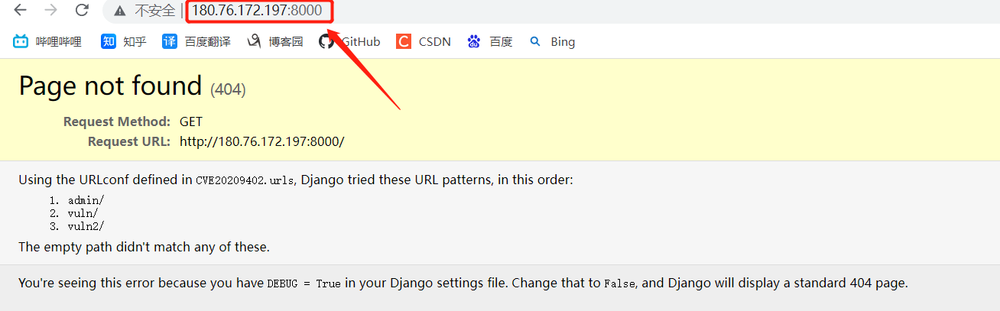 不安全 | 180.76.172.197:8000
哔哩哔哩 知 知乎 译 百度翻译 博客园 GitHub C CSDN 百度 Bing
Page not found (404)
Request Method: GET
Request URL: http://180.76.172.197:8000/
Using the URLconf defined in CVE20209402.urls, Django tried these URL patterns, in this order:
1. admin/
2. vuln/
3. vuln2/
The empty path didn't match any of these.
You're seeing this error because you have DEBUG = True in your Django settings file. Change that to False, and Django will display a standard 404 page.